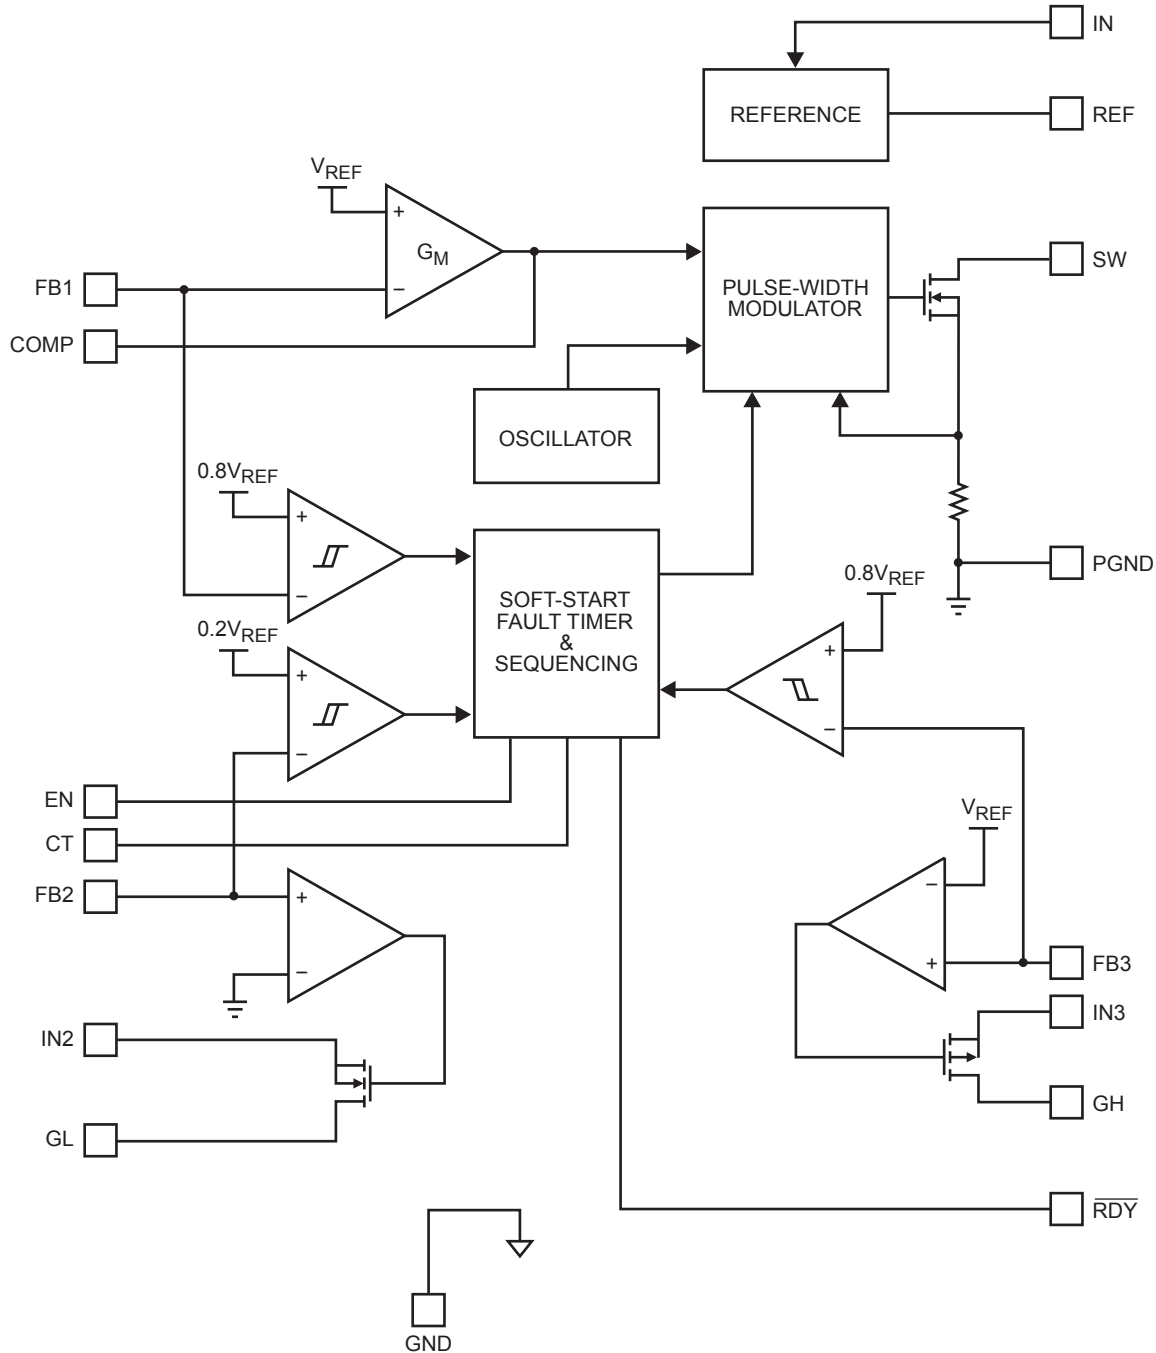 IN
REFERENCE
REF
VREF
+
GM
−
FB1
COMP
PULSE-WIDTH
MODULATOR
SW
OSCILLATOR
0.8VREF
+
−
SOFT-START
FAULT TIMER
&
SEQUENCING
PGND
0.8VREF
+
−
0.2VREF
+
−
EN
CT
FB2
+
−
VREF
−
+
FB3
IN2
IN3
GL
GH
RDY
GND